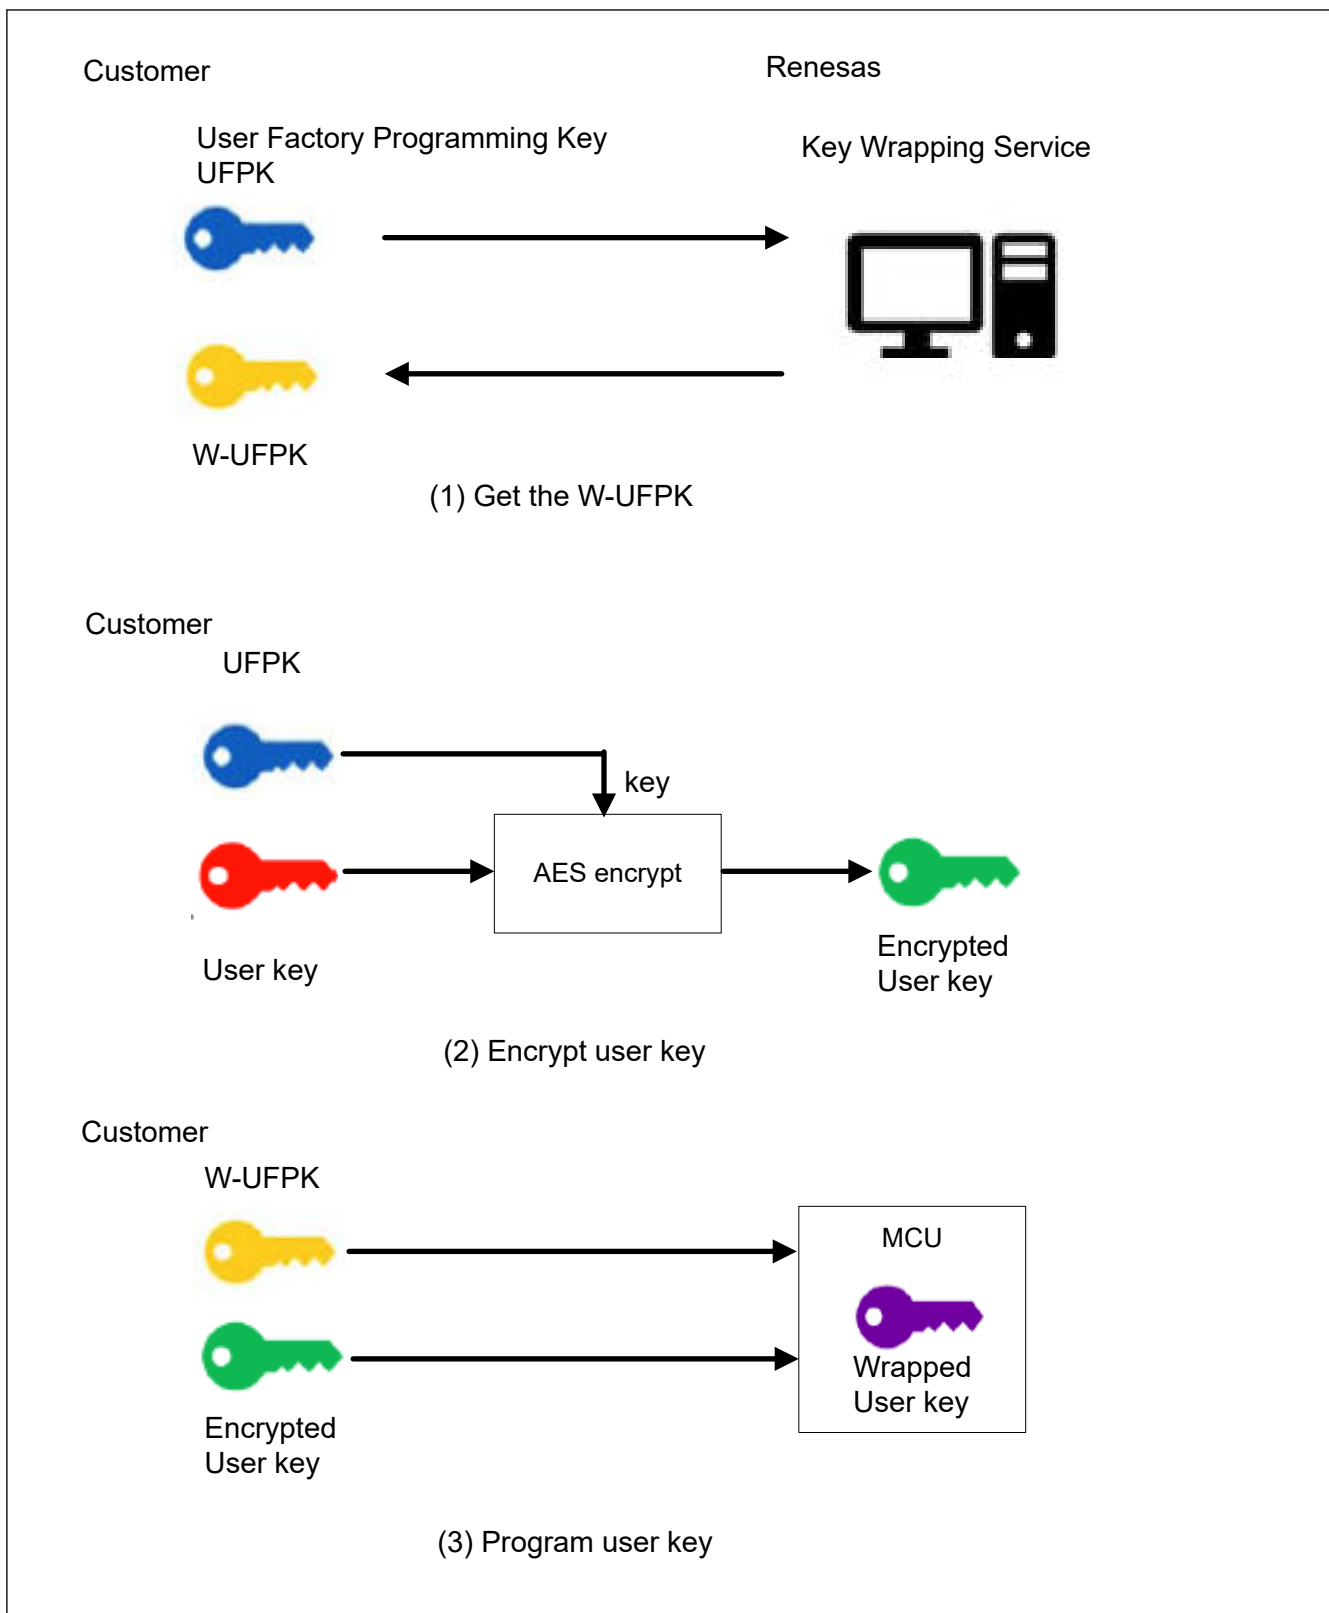 Customer
Renesas
User Factory Programming Key
UFPK
Key Wrapping Service
W-UFPK
(1) Get the W-UFPK
Customer
UFPK
key
AES encrypt
User key
Encrypted
User key
(2) Encrypt user key
Customer
W-UFPK
MCU
Wrapped
User key
Encrypted
User key
(3) Program user key